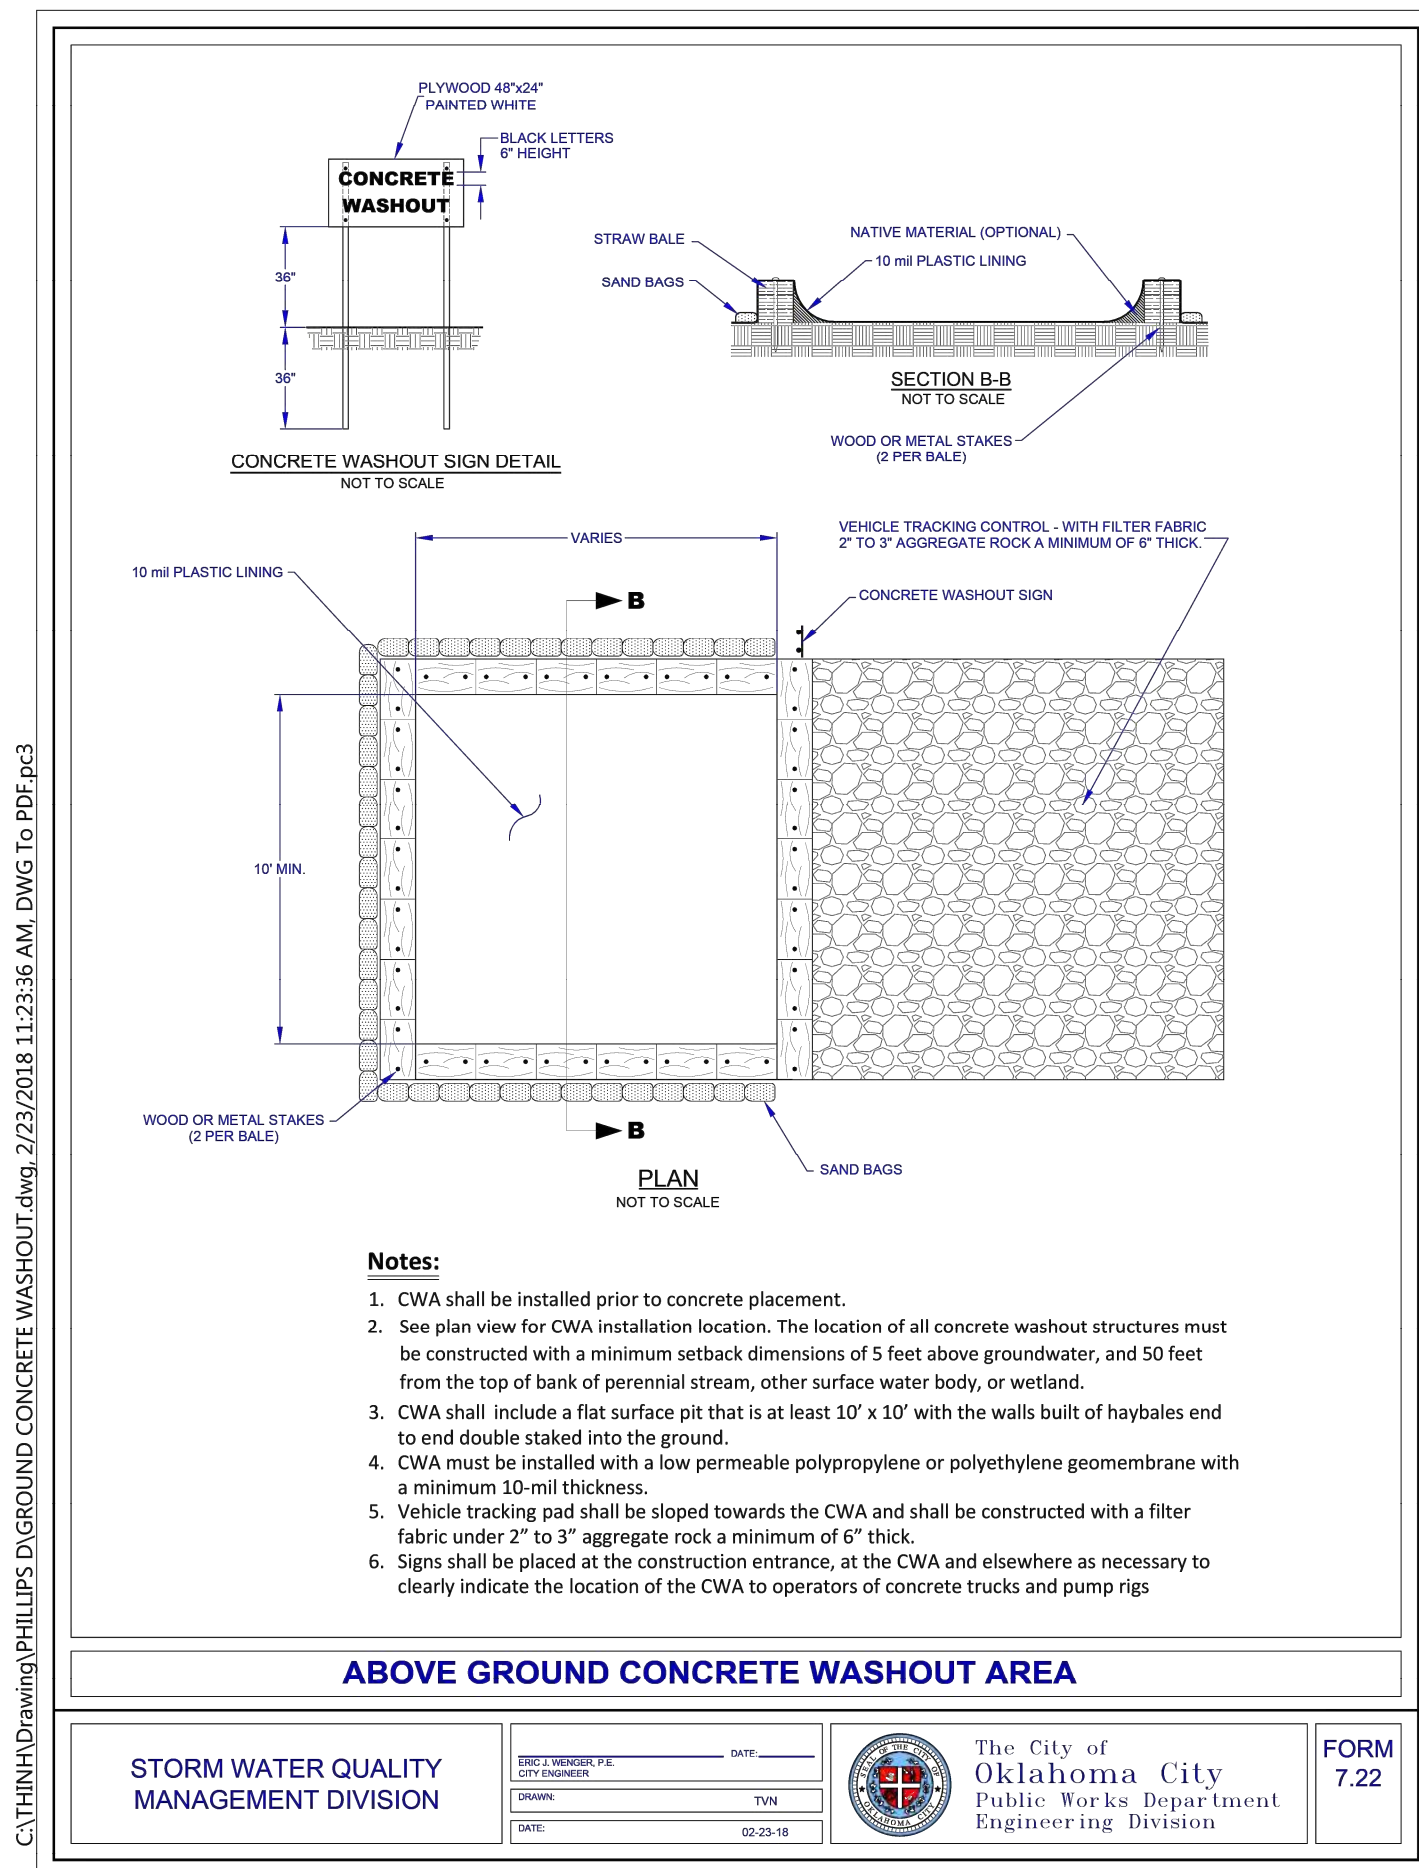 C:\THINH\Drawing\PHILLIPS D\GROUND CONCRETE WASHOUT.dwg, 2/23/2018 11:23:36 AM, DWG To PDF.pc3
PLYWOOD 48"x24"
PAINTED WHITE
BLACK LETTERS
6" HEIGHT
CONCRETE
WASHOUT
36"
36"
CONCRETE WASHOUT SIGN DETAIL
NOT TO SCALE
STRAW BALE
SAND BAGS
NATIVE MATERIAL (OPTIONAL)
10 mil PLASTIC LINING
SECTION B-B
NOT TO SCALE
WOOD OR METAL STAKES
(2 PER BALE)
VEHICLE TRACKING CONTROL - WITH FILTER FABRIC
2" TO 3" AGGREGATE ROCK A MINIMUM OF 6" THICK.
VARIES
10 mil PLASTIC LINING
B
CONCRETE WASHOUT SIGN
10' MIN.
WOOD OR METAL STAKES
(2 PER BALE)
B
SAND BAGS
PLAN
NOT TO SCALE
Notes:
1. CWA shall be installed prior to concrete placement.
2. See plan view for CWA installation location. The location of all concrete washout structures must
be constructed with a minimum setback dimensions of 5 feet above groundwater, and 50 feet
from the top of bank of perennial stream, other surface water body, or wetland.
3. CWA shall include a flat surface pit that is at least 10’ x 10’ with the walls built of haybales end
to end double staked into the ground.
4. CWA must be installed with a low permeable polypropylene or polyethylene geomembrane with
a minimum 10-mil thickness.
5. Vehicle tracking pad shall be sloped towards the CWA and shall be constructed with a filter
fabric under 2” to 3” aggregate rock a minimum of 6” thick.
6. Signs shall be placed at the construction entrance, at the CWA and elsewhere as necessary to
clearly indicate the location of the CWA to operators of concrete trucks and pump rigs
ABOVE GROUND CONCRETE WASHOUT AREA
STORM WATER QUALITY
MANAGEMENT DIVISION
DATE:
ERIC J. WENGER, P.E.
CITY ENGINEER
DRAWN: TVN
DATE: 02-23-18
SEAL OF THE CITY OF
OKLAHOMA CITY
The City of
Oklahoma City
Public Works Department
Engineering Division
FORM
7.22